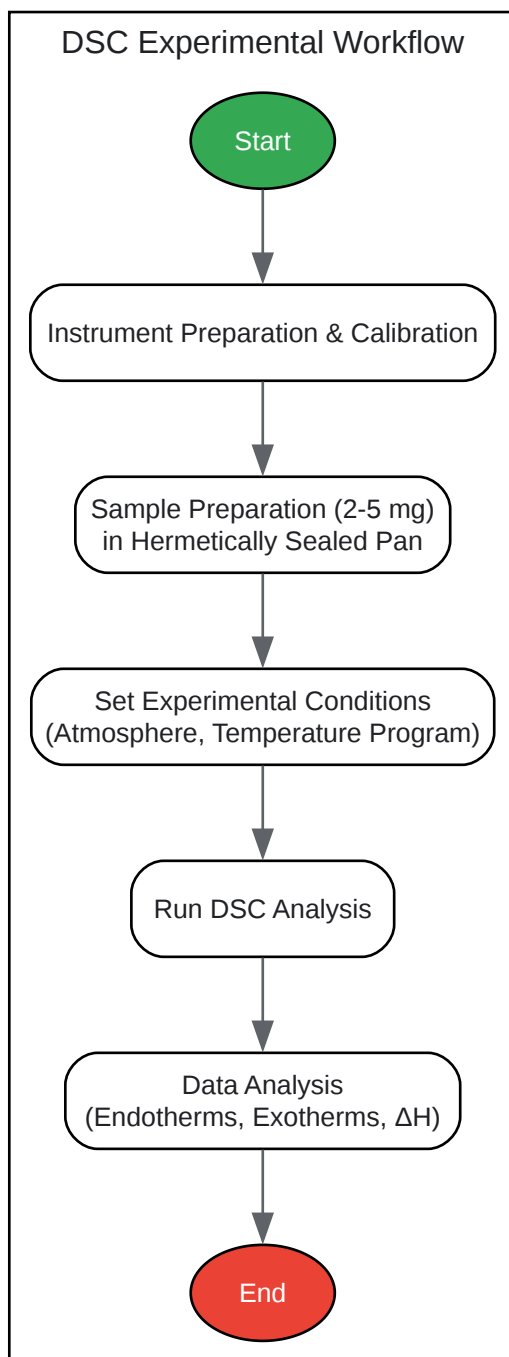 DSC Experimental Workflow
Start
Instrument Preparation & Calibration
Sample Preparation (2-5 mg)
in Hermetically Sealed Pan
Set Experimental Conditions
(Atmosphere, Temperature Program)
Run DSC Analysis
Data Analysis
(Endotherms, Exotherms, ΔH)
End